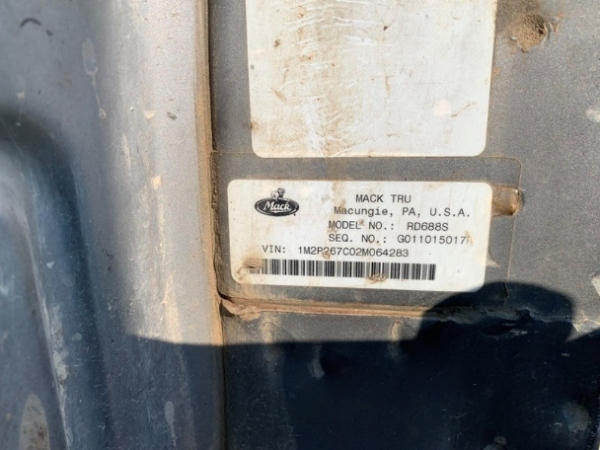 Mack
MACK TRU
Macungie, PA, U.S.A.
MODEL NO.: RD688S
SEQ. NO.: G011015017
VIN: 1M2P267C02M064283